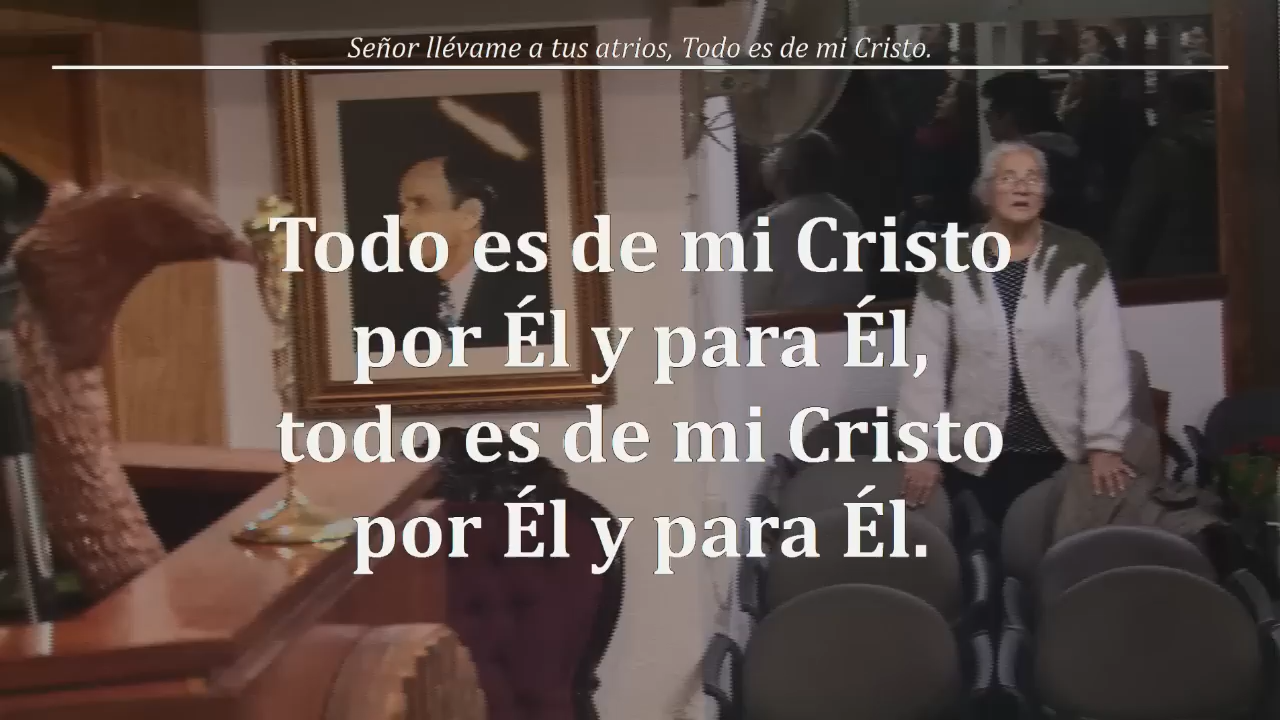 Señor llévame a tus atrios, Todo es de mi Cristo.
Todo es de mi Cristo
por Él y para Él,
todo es de mi Cristo
por Él y para Él.